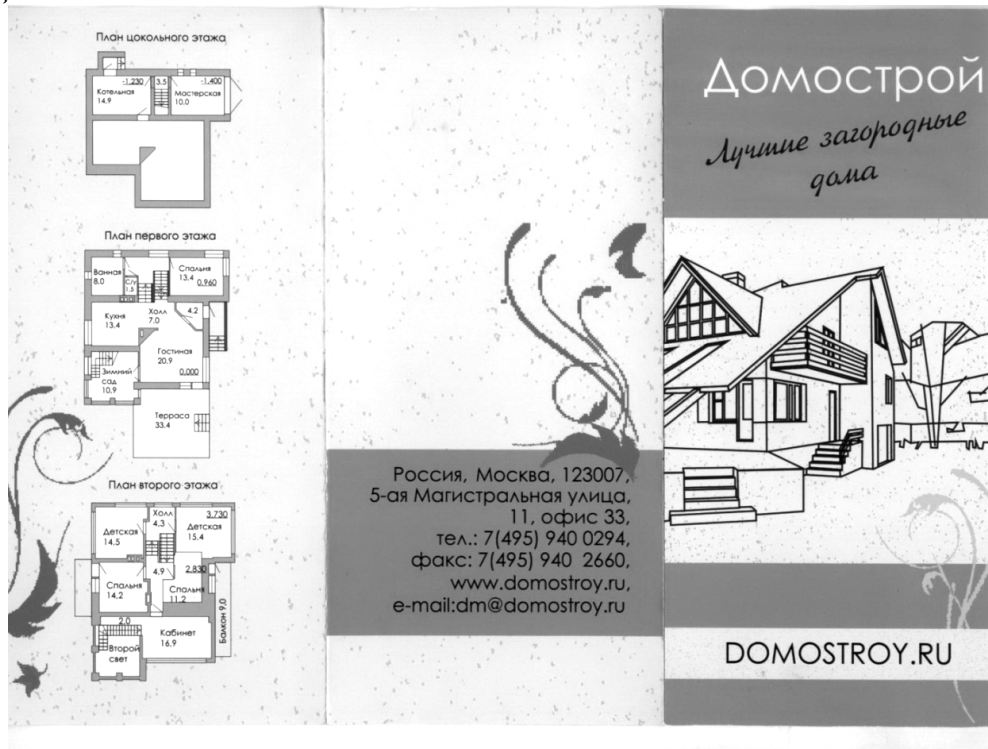 План цокольного этажа
-1.230
3.5
-1.400
Кательная
14.9
Мастерская
10.0
План первого этажа
Ванная
8.0
С/у
1.5
Спальня
13.4
0.960
Кухня
13.4
Холл
7.0
4.2
Гостиная
20.9
0.000
Зимний
сад
10.9
Терраса
33.4
План второго этажа
Детская
14.5
Холл
4.3
3.730
Детская
15.4
Спальня
14.2
4.9
2.830
Спальня
11.2
Балкон 9,0
2.0
Второй
свет
Кабинет
16.9
Россия, Москва, 123007,
5-ая Магистральная улица,
11, офис 33,
тел.: 7(495) 940 0294,
факс: 7(495) 940 2660,
www.domostroy.ru,
e-mail:dm@domostroy.ru
Домострой
Лучшие загородные
дома
DOMOSTROY.RU